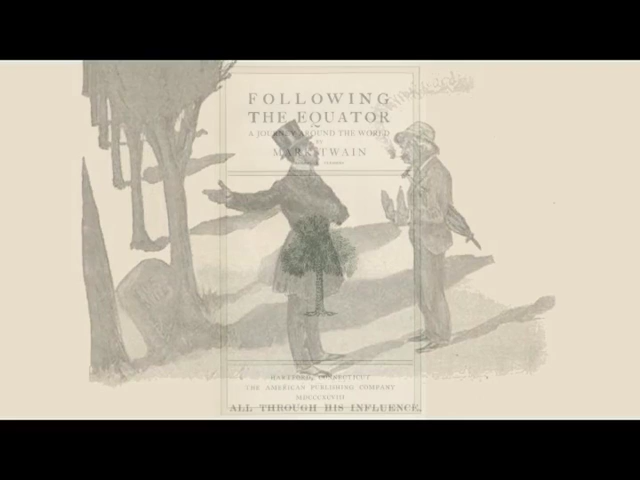 FOLLOWING
THE EQUATOR
A JOURNEY AROUND THE WORLD
BY
MARK TWAIN
HARTFORD, CONNECTICUT
THE AMERICAN PUBLISHING COMPANY
MDCCCXCVIII
ALL THROUGH HIS INFLUENCE.